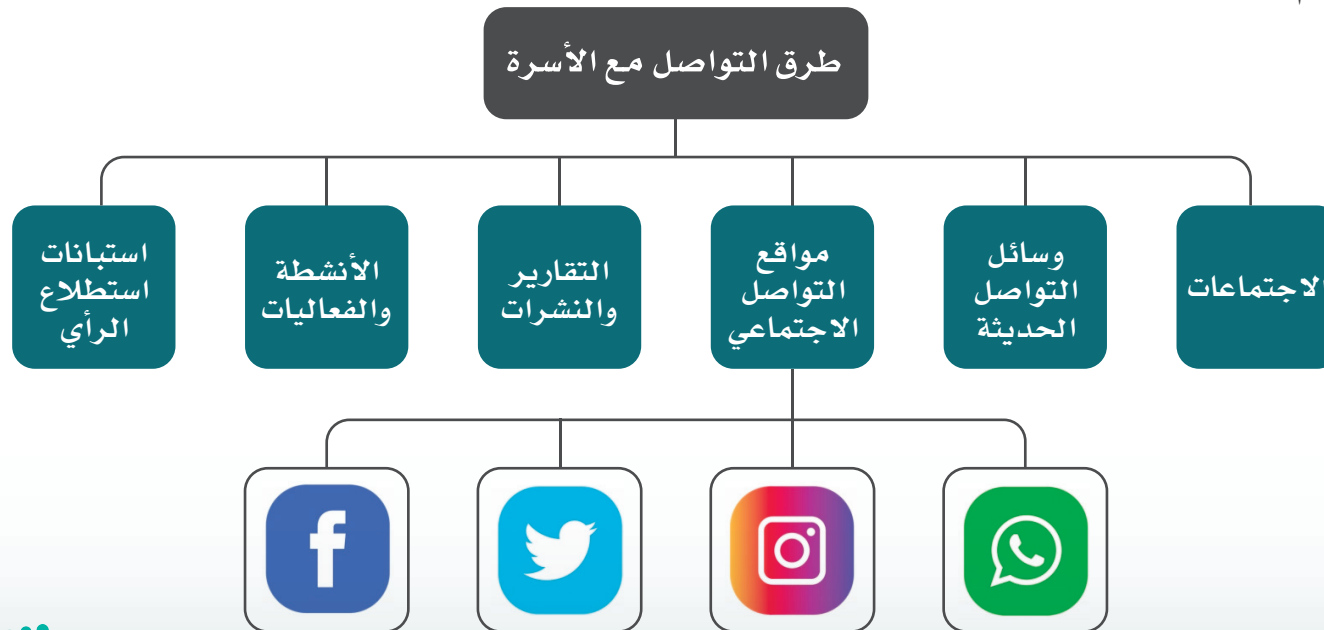 طرق التواصل مع الأسرة
الاجتماعات
وسائل
التواصل
الحديثة
مواقع
التواصل
الاجتماعي
التقارير
والنشرات
الأنشطة
والفعاليات
استبانات
استطلاع
الرأي
f